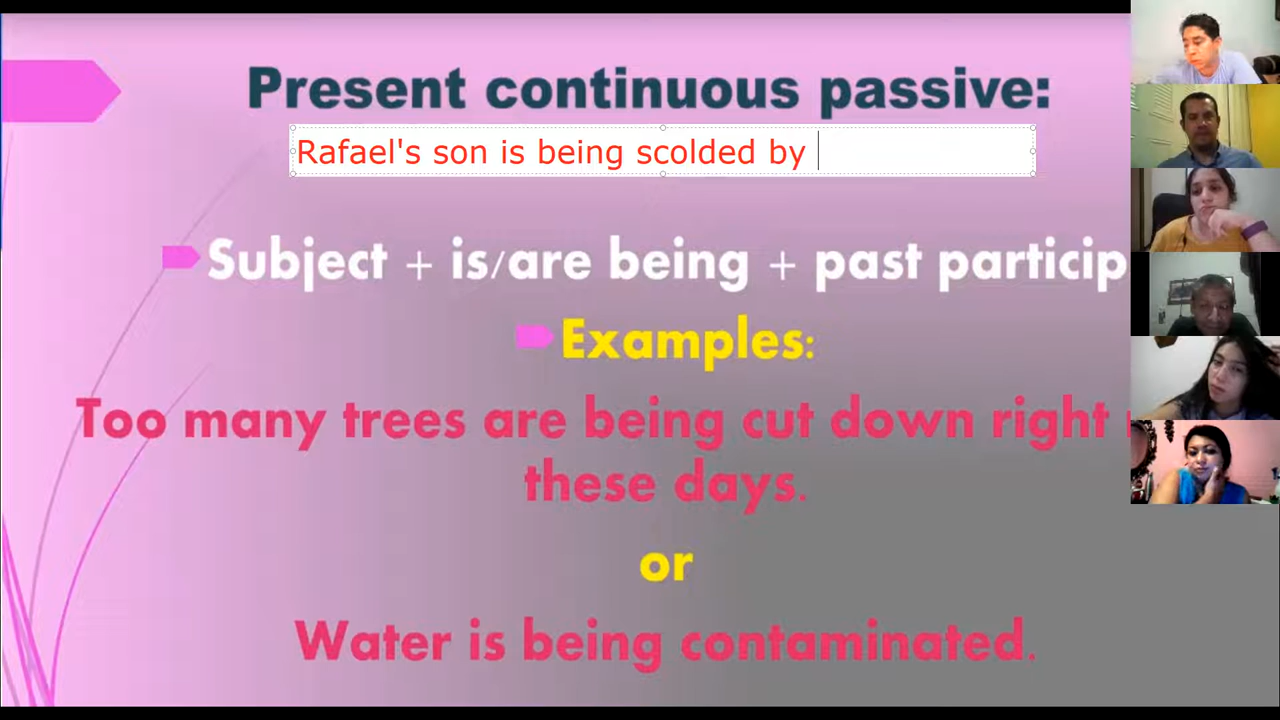 Present continuous passive:
Rafael's son is being scolded by
Subject + is/are being + past
Examples:
Too many trees are being cut down right
these days.
or
Water is being contaminated.